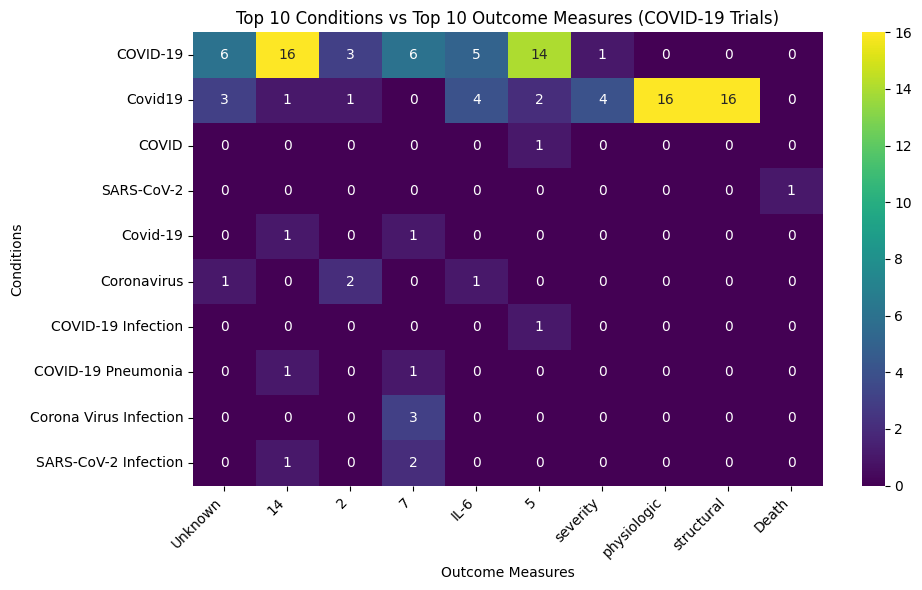 Top 10 Conditions vs Top 10 Outcome Measures (COVID-19 Trials)
COVID-19 6 16 3 6 5 14 1 0 0 0
Covid19 3 1 1 0 4 2 4 16 16 0
COVID 0 0 0 0 0 1 0 0 0 0
SARS-CoV-2 0 0 0 0 0 0 0 0 0 1
Covid-19 0 1 0 1 0 0 0 0 0 0
Coronavirus 1 0 2 0 1 0 0 0 0 0
COVID-19 Infection 0 0 0 0 0 1 0 0 0 0
COVID-19 Pneumonia 0 1 0 1 0 0 0 0 0 0
Corona Virus Infection 0 0 0 3 0 0 0 0 0 0
SARS-CoV-2 Infection 0 1 0 2 0 0 0 0 0 0
Unknown 14 2 7 IL-6 5 severity physiologic structural Death
Outcome Measures
Conditions
16
14
12
10
8
6
4
2
0